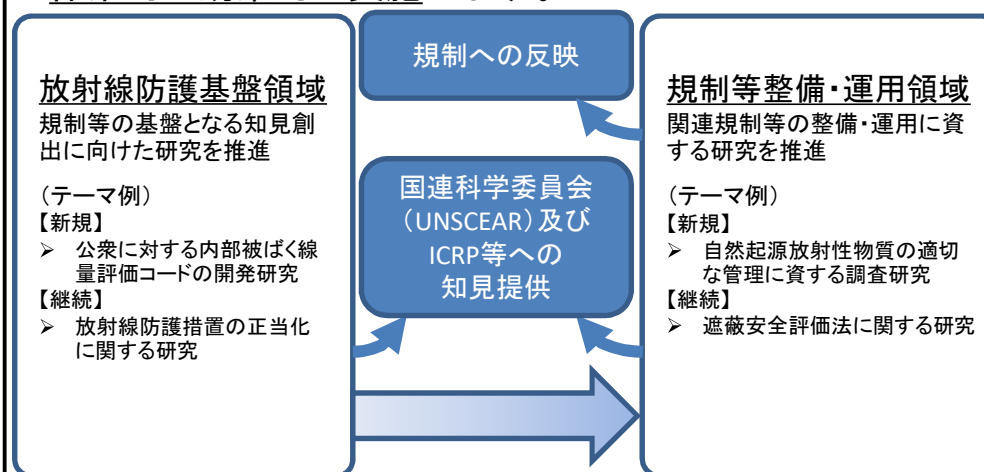 放射線防護基盤領域
規制等の基盤となる知見創
出に向けた研究を推進
（テーマ例）
【新規】
➢ 公衆に対する内部被ばく線
量評価コードの開発研究
【継続】
➢ 放射線防護措置の正当化
に関する研究
規制への反映
国連科学委員会
（UNSCEAR）及び
ICRP等への
知見提供
規制等整備・運用領域
関連規制等の整備・運用に資
する研究を推進
（テーマ例）
【新規】
➢ 自然起源放射性物質の適切
な管理に資する調査研究
【継続】
➢ 遮蔽安全評価法に関する研究